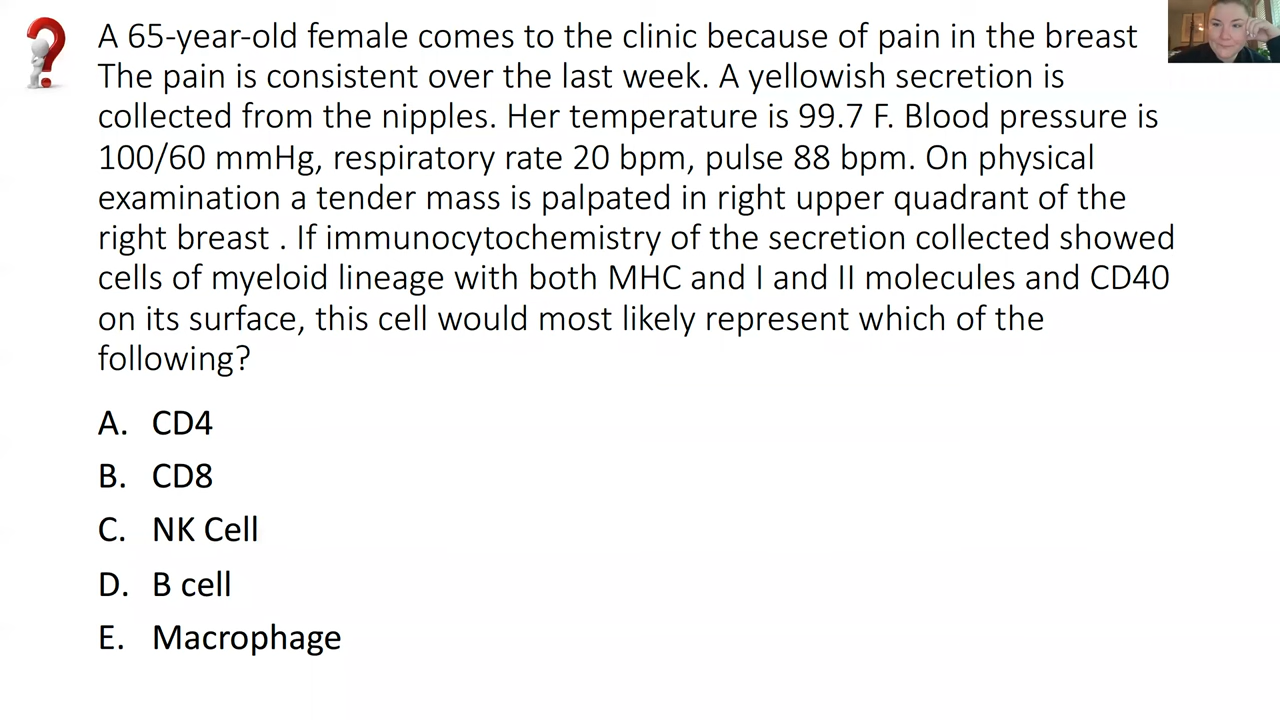 A 65-year-old female comes to the clinic because of pain in the breast
The pain is consistent over the last week. A yellowish secretion is
collected from the nipples. Her temperature is 99.7 F. Blood pressure is
100/60 mmHg, respiratory rate 20 bpm, pulse 88 bpm. On physical
examination a tender mass is palpated in right upper quadrant of the
right breast . If immunocytochemistry of the secretion collected showed
cells of myeloid lineage with both MHC and I and II molecules and CD40
on its surface, this cell would most likely represent which of the
following?
A. CD4
B. CD8
C. NK Cell
D. B cell
E. Macrophage